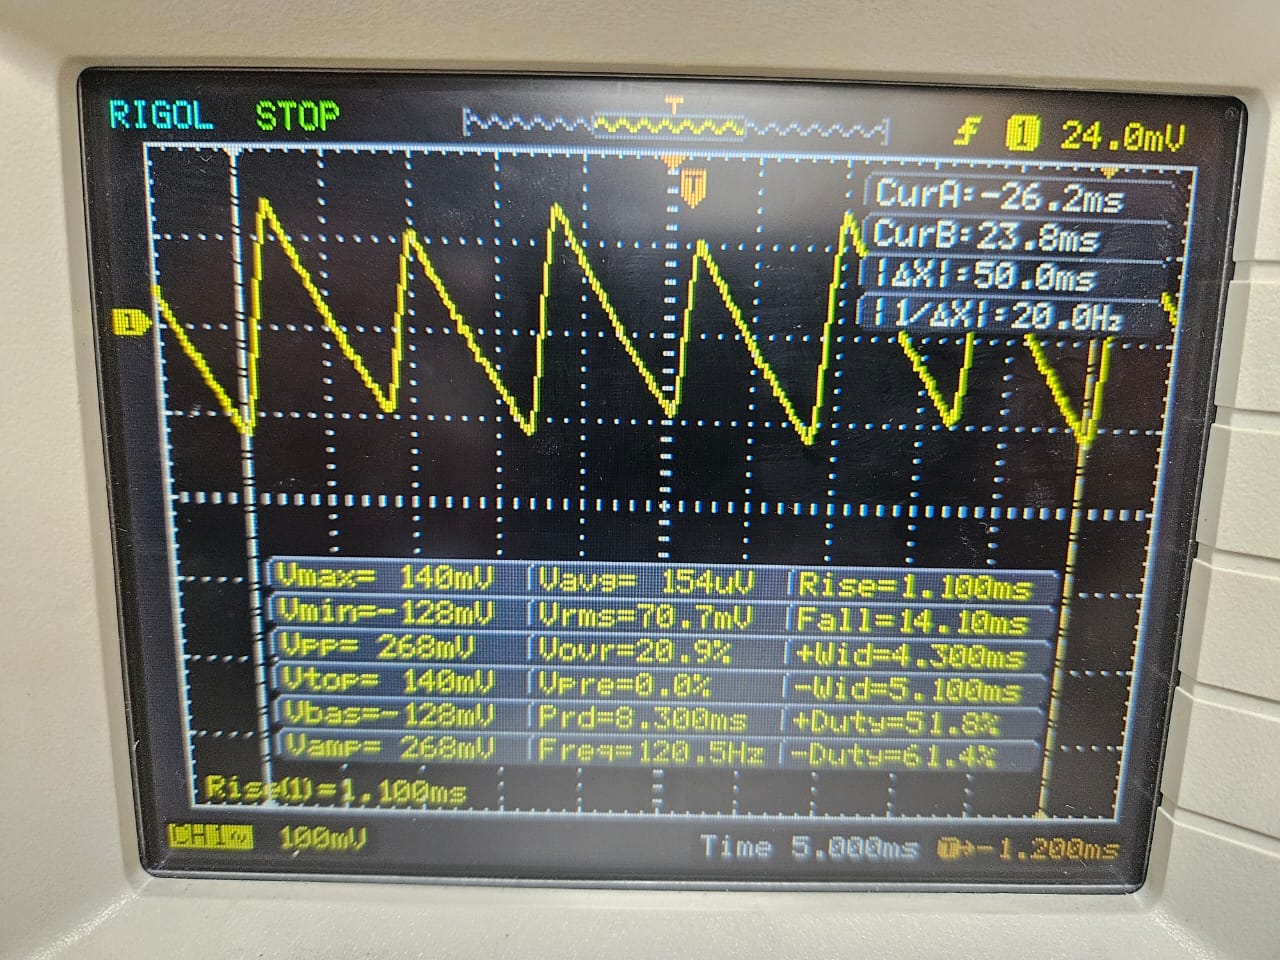 RIGOL STOP T 1 24.0mV
T
CurA:-26.2ms
CurB:23.8ms
|ΔX|:50.0ms
|1/ΔX|:20.0Hz
1
Vmax= 140mV Vavg= 154uV Rise=1.100ms
Vmin=-128mV Vrms=70.7mV Fall=14.10ms
Vpp= 268mV Vovr=20.9% +Wid=4.300ms
Vtop= 140mV Vpre=0.0% -Wid=5.100ms
Vbas=-128mV Prd=8.300ms +Duty=51.8%
Vamp= 268mV Freq=120.5Hz -Duty=61.4%
Rise(1)=1.100ms
CH1~ 100mV Time 5.000ms T→-1.200ms